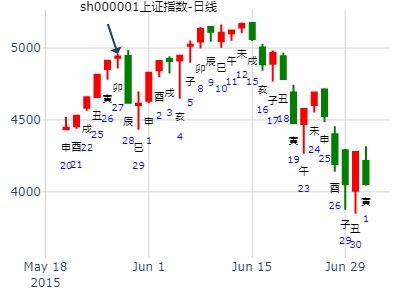 sh000001上证指数-日线
5000
4500
4000
申
20
酉
21
戌
22
丑
25
寅
26
卯
27
辰
28
巳
29
申
1
酉
2
戌
3
亥
4
子
5
卯
8
辰
9
巳
10
午
11
未
12
戌
15
亥
16
子
17
丑
18
寅
19
午
23
未
24
申
25
酉
26
子
29
丑
30
寅
1
May 18
2015
Jun 1
Jun 15
Jun 29